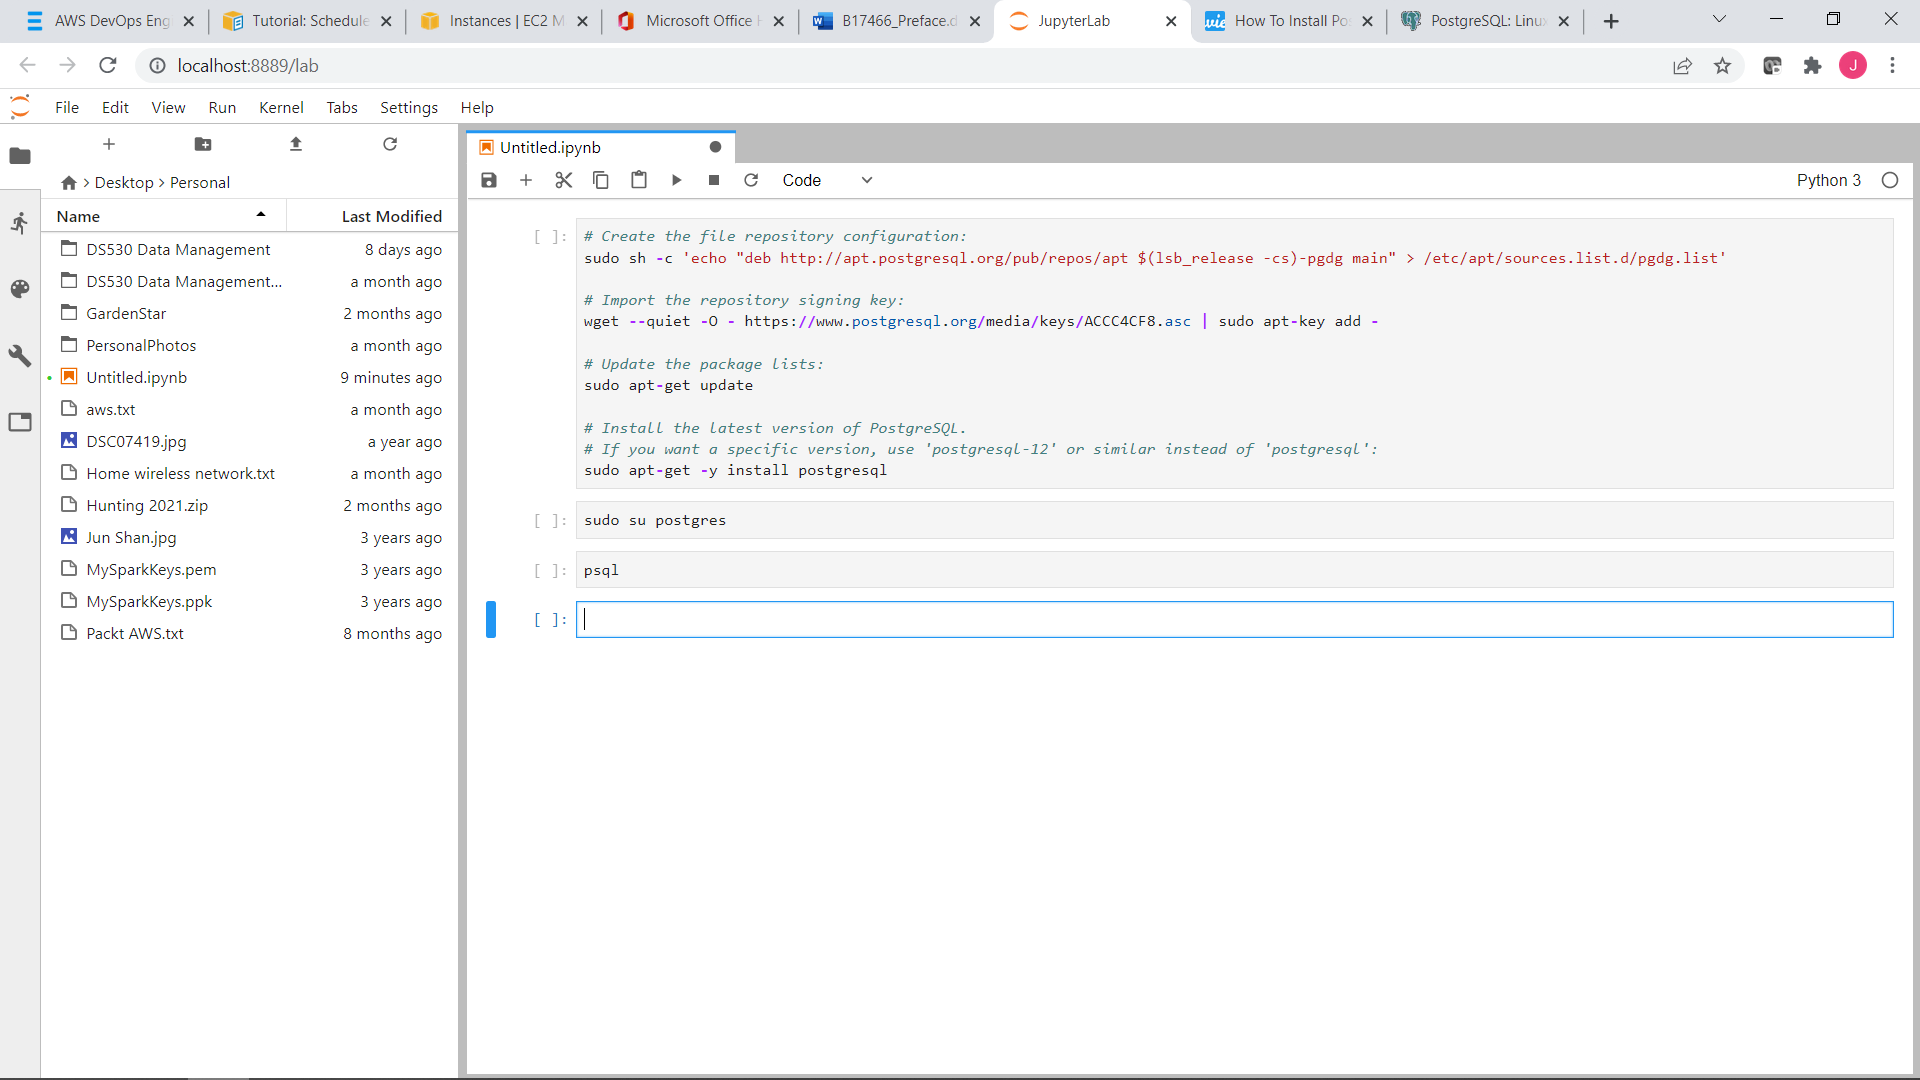 AWS DevOps Eng
Tutorial: Schedule
Instances | EC2 M
Microsoft Office H
B17466_Preface.d
JupyterLab
How To Install Pos
PostgreSQL: Linux
localhost:8889/lab
J
File Edit View Run Kernel Tabs Settings Help
Untitled.ipynb
Desktop > Personal
Code
Python 3
Name Last Modified
DS530 Data Management 8 days ago
DS530 Data Management... a month ago
GardenStar 2 months ago
PersonalPhotos a month ago
Untitled.ipynb 9 minutes ago
aws.txt a month ago
DSC07419.jpg a year ago
Home wireless network.txt a month ago
Hunting 2021.zip 2 months ago
Jun Shan.jpg 3 years ago
MySparkKeys.pem 3 years ago
MySparkKeys.ppk 3 years ago
Packt AWS.txt 8 months ago
[ ]: # Create the file repository configuration:
sudo sh -c 'echo "deb http://apt.postgresql.org/pub/repos/apt $(lsb_release -cs)-pgdg main" > /etc/apt/sources.list.d/pgdg.list'
# Import the repository signing key:
wget --quiet -O - https://www.postgresql.org/media/keys/ACCC4CF8.asc | sudo apt-key add -
# Update the package lists:
sudo apt-get update
# Install the latest version of PostgreSQL.
# If you want a specific version, use 'postgresql-12' or similar instead of 'postgresql':
sudo apt-get -y install postgresql
[ ]: sudo su postgres
[ ]: psql
[ ]: